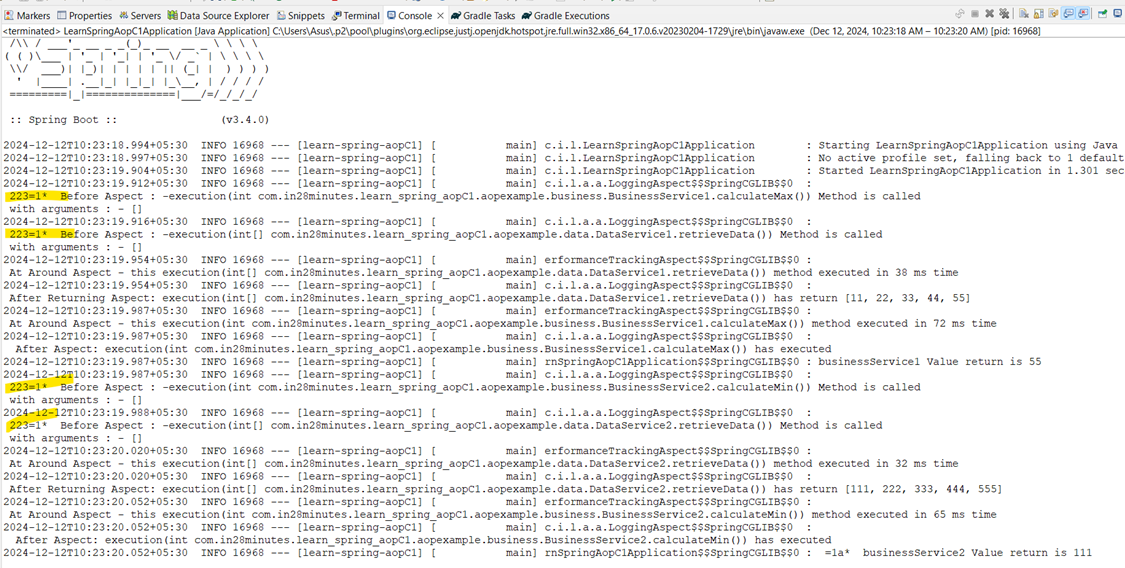 Markers Properties Servers Data Source Explorer Snippets Terminal Console Gradle Tasks Gradle Executions
<terminated> LearnSpringAopC1Application [Java Application] C:\Users\Asus\.p2\pool\plugins\org.eclipse.justj.openjdk.hotspot.jre.full.win32.x86_64_17.0.6.v20230204-1729\jre\bin\javaw.exe (Dec 12, 2024, 10:23:18 AM – 10:23:20 AM) [pid: 16968]
 /\\ / ___'_ __ _ _(_)_ __  __ _ \ \ \ \
( ( )\___ | '_ | '_| | '_ \/ _` | \ \ \ \
 \\/  ___)| |_)| | | | | || (_| |  ) ) ) )
  '  |____| .__|_| |_|_| |_\__, | / / / /
 =========|_|==============|___/=/_/_/_/
 :: Spring Boot ::                (v3.4.0)
2024-12-12T10:23:18.994+05:30  INFO 16968 --- [learn-spring-aopC1] [           main] c.i.l.LearnSpringAopC1Application        : Starting LearnSpringAopC1Application using Java
2024-12-12T10:23:18.997+05:30  INFO 16968 --- [learn-spring-aopC1] [           main] c.i.l.LearnSpringAopC1Application        : No active profile set, falling back to 1 default
2024-12-12T10:23:19.904+05:30  INFO 16968 --- [learn-spring-aopC1] [           main] c.i.l.LearnSpringAopC1Application        : Started LearnSpringAopC1Application in 1.301 sec
2024-12-12T10:23:19.912+05:30  INFO 16968 --- [learn-spring-aopC1] [           main] c.i.l.a.a.LoggingAspect$$SpringCGLIB$$0  :
 223=1*  Before Aspect : -execution(int com.in28minutes.learn_spring_aopC1.aopexample.business.BusinessService1.calculateMax()) Method is called
 with arguments : - []
2024-12-12T10:23:19.916+05:30  INFO 16968 --- [learn-spring-aopC1] [           main] c.i.l.a.a.LoggingAspect$$SpringCGLIB$$0  :
 223=1*  Before Aspect : -execution(int[] com.in28minutes.learn_spring_aopC1.aopexample.data.DataService1.retrieveData()) Method is called
 with arguments : - []
2024-12-12T10:23:19.954+05:30  INFO 16968 --- [learn-spring-aopC1] [           main] erformanceTrackingAspect$$SpringCGLIB$$0 :
 At Around Aspect - this execution(int[] com.in28minutes.learn_spring_aopC1.aopexample.data.DataService1.retrieveData()) method executed in 38 ms time
2024-12-12T10:23:19.954+05:30  INFO 16968 --- [learn-spring-aopC1] [           main] c.i.l.a.a.LoggingAspect$$SpringCGLIB$$0  :
 After Returning Aspect: execution(int[] com.in28minutes.learn_spring_aopC1.aopexample.data.DataService1.retrieveData()) has return [11, 22, 33, 44, 55]
2024-12-12T10:23:19.987+05:30  INFO 16968 --- [learn-spring-aopC1] [           main] erformanceTrackingAspect$$SpringCGLIB$$0 :
 At Around Aspect - this execution(int com.in28minutes.learn_spring_aopC1.aopexample.business.BusinessService1.calculateMax()) method executed in 72 ms time
2024-12-12T10:23:19.987+05:30  INFO 16968 --- [learn-spring-aopC1] [           main] c.i.l.a.a.LoggingAspect$$SpringCGLIB$$0  :
  After Aspect: execution(int com.in28minutes.learn_spring_aopC1.aopexample.business.BusinessService1.calculateMax()) has executed
2024-12-12T10:23:19.987+05:30  INFO 16968 --- [learn-spring-aopC1] [           main] rnSpringAopC1Application$$SpringCGLIB$$0 : businessService1 Value return is 55
2024-12-12T10:23:19.987+05:30  INFO 16968 --- [learn-spring-aopC1] [           main] c.i.l.a.a.LoggingAspect$$SpringCGLIB$$0  :
 223=1*  Before Aspect : -execution(int com.in28minutes.learn_spring_aopC1.aopexample.business.BusinessService2.calculateMin()) Method is called
 with arguments : - []
2024-12-12T10:23:19.988+05:30  INFO 16968 --- [learn-spring-aopC1] [           main] c.i.l.a.a.LoggingAspect$$SpringCGLIB$$0  :
 223=1*  Before Aspect : -execution(int[] com.in28minutes.learn_spring_aopC1.aopexample.data.DataService2.retrieveData()) Method is called
 with arguments : - []
2024-12-12T10:23:20.020+05:30  INFO 16968 --- [learn-spring-aopC1] [           main] erformanceTrackingAspect$$SpringCGLIB$$0 :
 At Around Aspect - this execution(int[] com.in28minutes.learn_spring_aopC1.aopexample.data.DataService2.retrieveData()) method executed in 32 ms time
2024-12-12T10:23:20.020+05:30  INFO 16968 --- [learn-spring-aopC1] [           main] c.i.l.a.a.LoggingAspect$$SpringCGLIB$$0  :
 After Returning Aspect: execution(int[] com.in28minutes.learn_spring_aopC1.aopexample.data.DataService2.retrieveData()) has return [111, 222, 333, 444, 555]
2024-12-12T10:23:20.052+05:30  INFO 16968 --- [learn-spring-aopC1] [           main] erformanceTrackingAspect$$SpringCGLIB$$0 :
 At Around Aspect - this execution(int com.in28minutes.learn_spring_aopC1.aopexample.business.BusinessService2.calculateMin()) method executed in 65 ms time
2024-12-12T10:23:20.052+05:30  INFO 16968 --- [learn-spring-aopC1] [           main] c.i.l.a.a.LoggingAspect$$SpringCGLIB$$0  :
  After Aspect: execution(int com.in28minutes.learn_spring_aopC1.aopexample.business.BusinessService2.calculateMin()) has executed
2024-12-12T10:23:20.052+05:30  INFO 16968 --- [learn-spring-aopC1] [           main] rnSpringAopC1Application$$SpringCGLIB$$0 :  =1a*  businessService2 Value return is 111